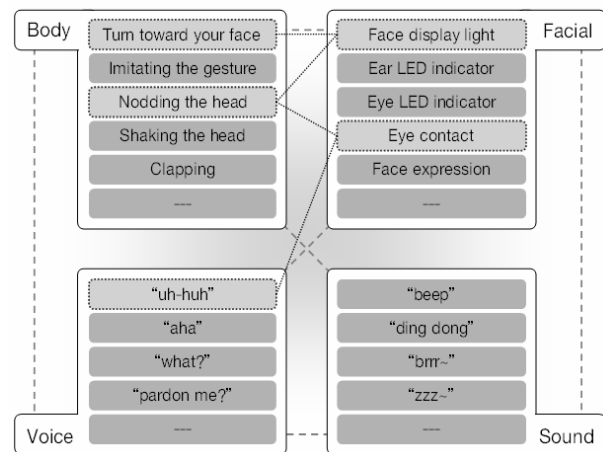 Body
Turn toward your face
Imitating the gesture
Nodding the head
Shaking the head
Clapping
---
Facial
Face display light
Ear LED indicator
Eye LED indicator
Eye contact
Face expression
---
Voice
“uh-huh”
“aha”
“what?”
“pardon me?”
---
Sound
“beep”
“ding dong”
“brrr~”
“zzz~”
---